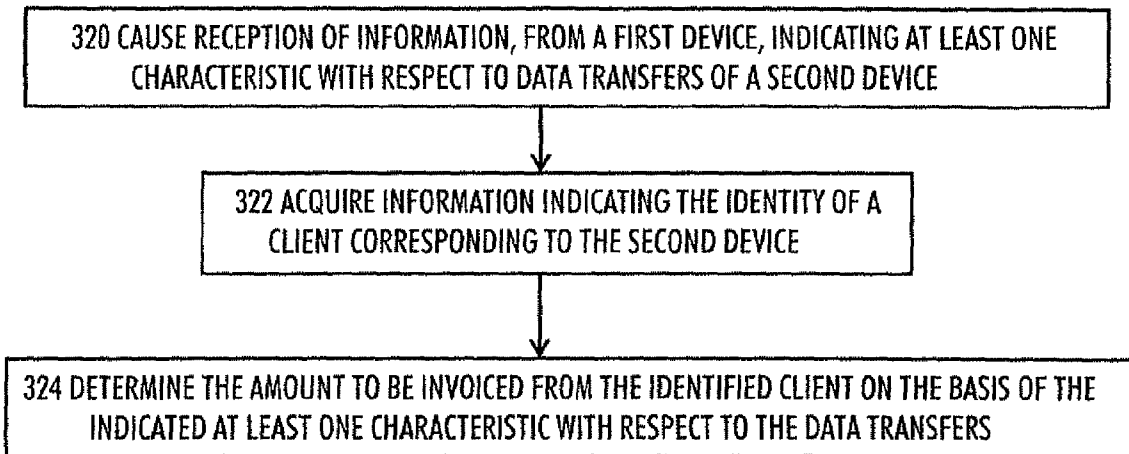 320 CAUSE RECEPTION OF INFORMATION, FROM A FIRST DEVICE, INDICATING AT LEAST ONE
CHARACTERISTIC WITH RESPECT TO DATA TRANSFERS OF A SECOND DEVICE
322 ACQUIRE INFORMATION INDICATING THE IDENTITY OF A
CLIENT CORRESPONDING TO THE SECOND DEVICE
324 DETERMINE THE AMOUNT TO BE INVOICED FROM THE IDENTIFIED CLIENT ON THE BASIS OF THE
INDICATED AT LEAST ONE CHARACTERISTIC WITH RESPECT TO THE DATA TRANSFERS